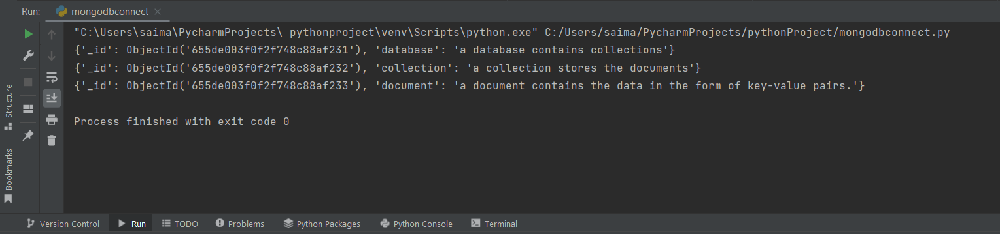 Run: mongodbconnect
"C:\Users\saima\PycharmProjects\ pythonproject\venv\Scripts\python.exe" C:/Users/saima/PycharmProjects/pythonProject/mongodbconnect.py
{'_id': ObjectId('655de003f0f2f748c88af231'), 'database': 'a database contains collections'}
{'_id': ObjectId('655de003f0f2f748c88af232'), 'collection': 'a collection stores the documents'}
{'_id': ObjectId('655de003f0f2f748c88af233'), 'document': 'a document contains the data in the form of key-value pairs.'}
Process finished with exit code 0
Structure
Bookmarks
Version Control Run TODO Problems Python Packages Python Console Terminal